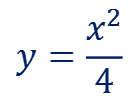 y = x²/4